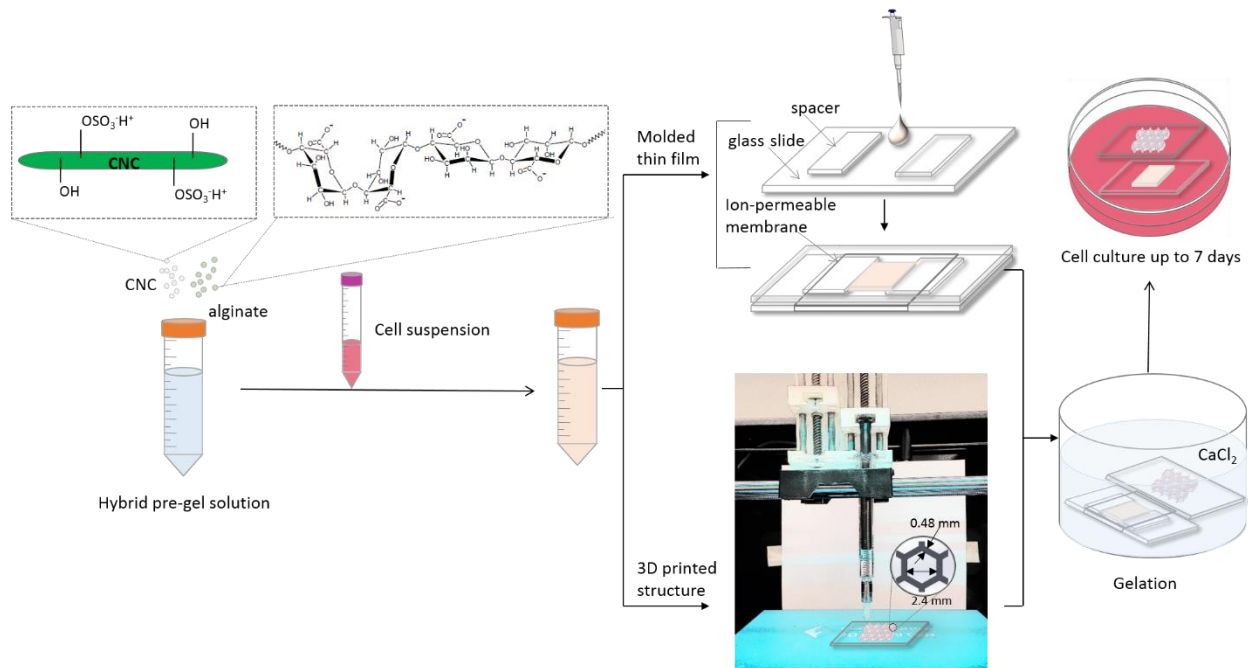 OSO₃⁻H⁺
OH
CNC
OH
OSO₃⁻H⁺
CNC
alginate
Cell suspension
Hybrid pre-gel solution
Molded
thin film
spacer
glass slide
Ion-permeable
membrane
3D printed
structure
0.48 mm
2.4 mm
Cell culture up to 7 days
CaCl₂
Gelation